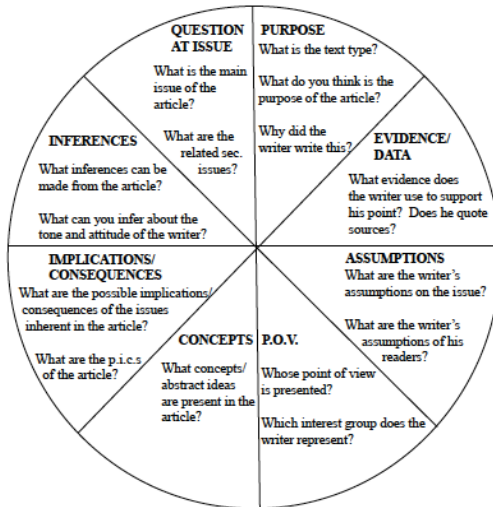 QUESTION
AT ISSUE
What is the main
issue of the
article?
What are the
related sec.
issues?
PURPOSE
What is the text type?
What do you think is the
purpose of the article?
Why did the
writer write this?
EVIDENCE/
DATA
What evidence does
the writer use to support
his point? Does he quote
sources?
ASSUMPTIONS
What are the writer's
assumptions on the issue?
What are the writer's
assumptions of his
readers?
P.O.V.
Whose point of view
is presented?
Which interest group does the
writer represent?
CONCEPTS
What concepts/
abstract ideas
are present in the
article?
IMPLICATIONS/
CONSEQUENCES
What are the possible implications/
consequences of the issues
inherent in the article?
What are the p.i.c.s
of the article?
INFERENCES
What inferences can be
made from the article?
What can you infer about the
tone and attitude of the writer?